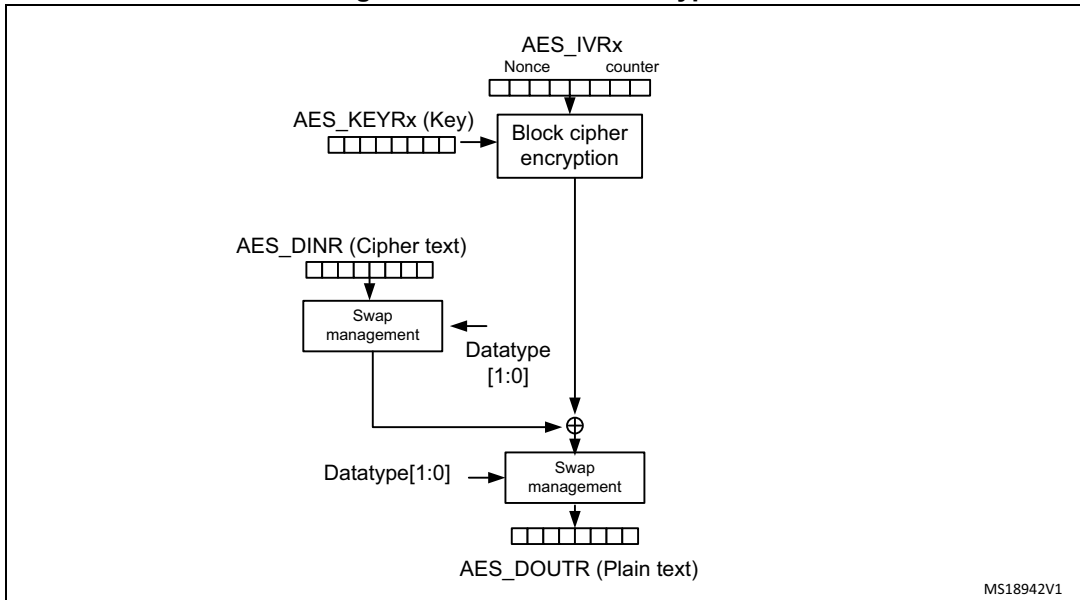 AES_IVRx
Nonce counter
AES_KEYRx (Key)
Block cipher
encryption
AES_DINR (Cipher text)
Swap
management
Datatype
[1:0]
Datatype[1:0]
Swap
management
AES_DOUTR (Plain text)
MS18942V1